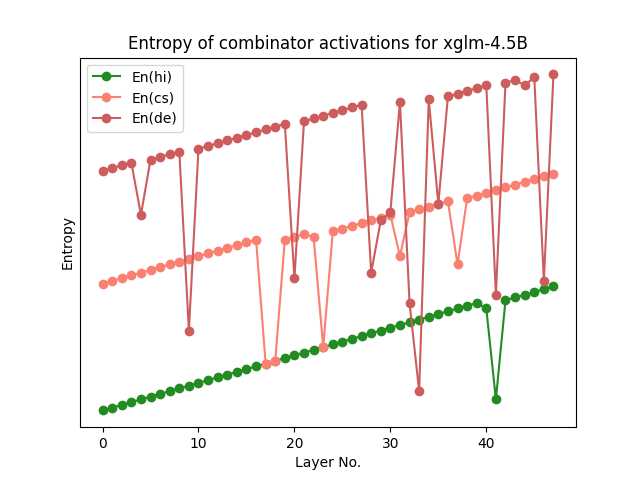 Entropy of combinator activations for xglm-4.5B
En(hi)
En(cs)
En(de)
Entropy
0 10 20 30 40
Layer No.